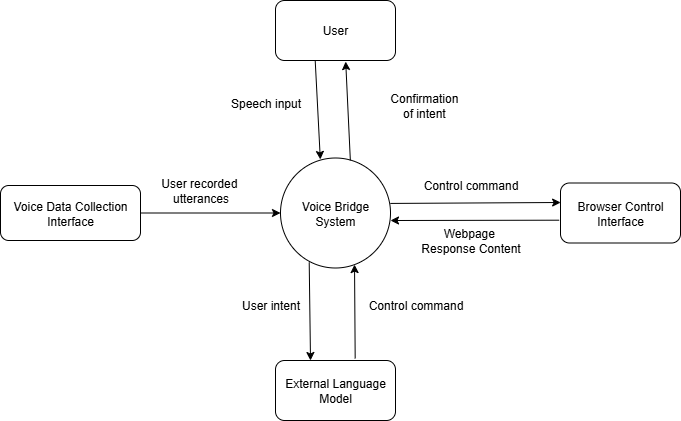 User
Speech input
Confirmation
of intent
User recorded
utterances
Voice Data Collection
Interface
Voice Bridge
System
Control command
Browser Control
Interface
Webpage
Response Content
User intent
Control command
External Language
Model